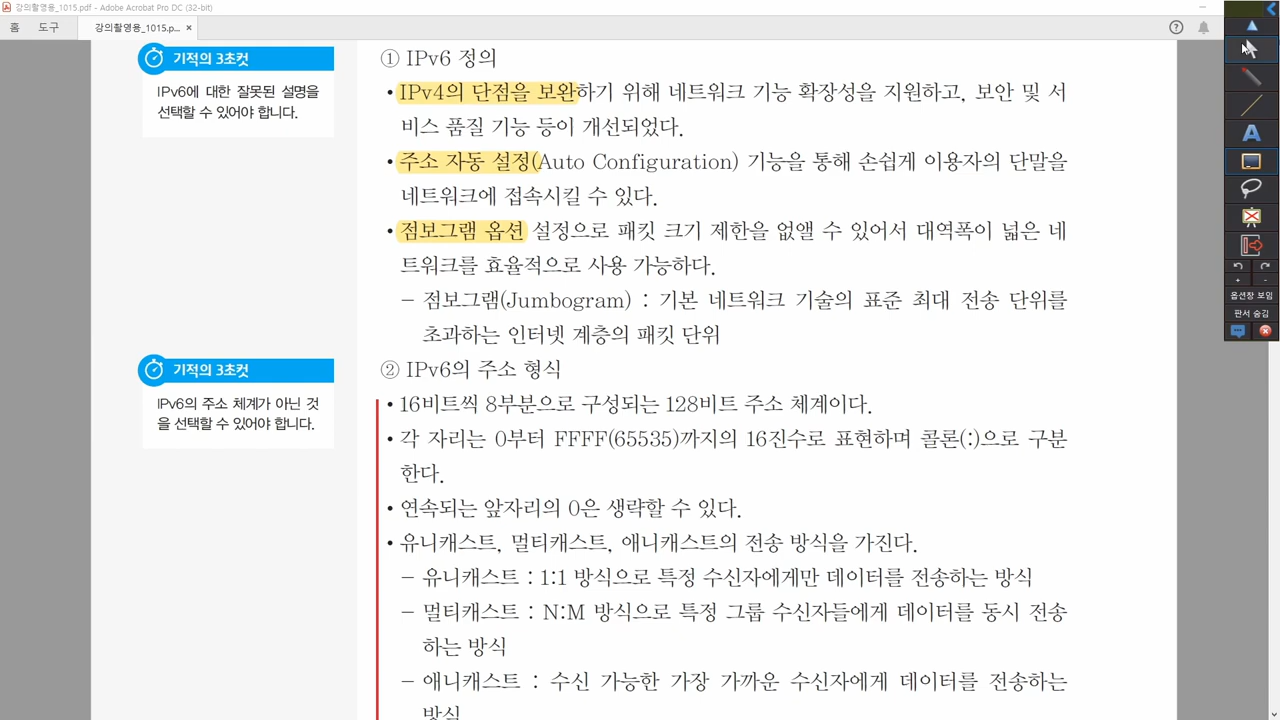 강의촬영용_1015.pdf - Adobe Acrobat Pro DC (32-bit)
홈 도구 강의촬영용_1015.p... ×
기적의 3초컷
IPv6에 대한 잘못된 설명을
선택할 수 있어야 합니다.
① IPv6 정의
• IPv4의 단점을 보완하기 위해 네트워크 기능 확장성을 지원하고, 보안 및 서
비스 품질 기능 등이 개선되었다.
• 주소 자동 설정(Auto Configuration) 기능을 통해 손쉽게 이용자의 단말을
네트워크에 접속시킬 수 있다.
• 점보그램 옵션 설정으로 패킷 크기 제한을 없앨 수 있어서 대역폭이 넓은 네
트워크를 효율적으로 사용 가능하다.
– 점보그램(Jumbogram) : 기본 네트워크 기술의 표준 최대 전송 단위를
초과하는 인터넷 계층의 패킷 단위
기적의 3초컷
IPv6의 주소 체계가 아닌 것
을 선택할 수 있어야 합니다.
② IPv6의 주소 형식
• 16비트씩 8부분으로 구성되는 128비트 주소 체계이다.
• 각 자리는 0부터 FFFF(65535)까지의 16진수로 표현하며 콜론(:)으로 구분
한다.
• 연속되는 앞자리의 0은 생략할 수 있다.
• 유니캐스트, 멀티캐스트, 애니캐스트의 전송 방식을 가진다.
– 유니캐스트 : 1:1 방식으로 특정 수신자에게만 데이터를 전송하는 방식
– 멀티캐스트 : N:M 방식으로 특정 그룹 수신자들에게 데이터를 동시 전송
하는 방식
– 애니캐스트 : 수신 가능한 가장 가까운 수신자에게 데이터를 전송하는
방식
옵션창 보임
판서 숨김